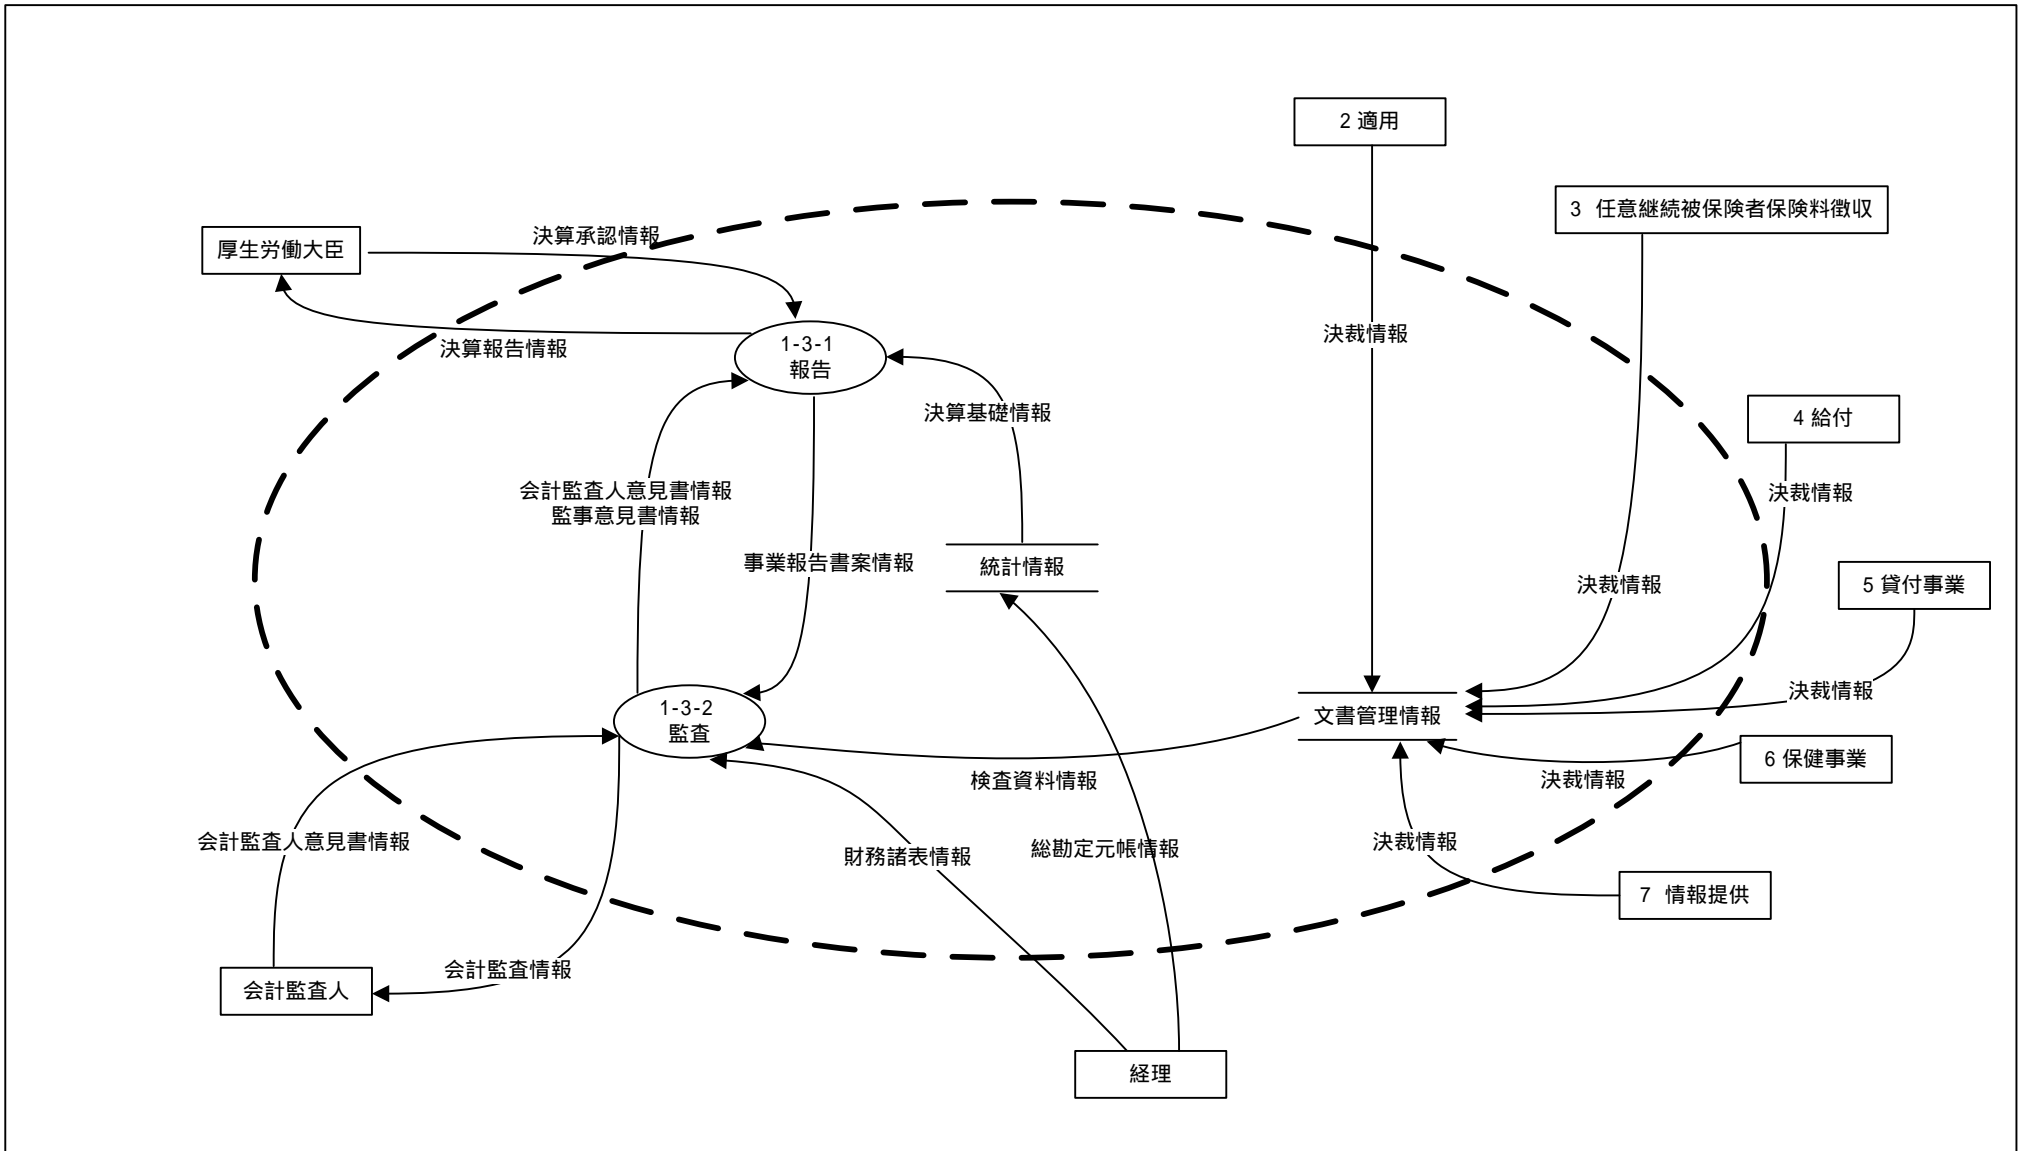 2 適用
3 任意継続被保険者保険料徴収
決算承認情報
厚生労働大臣
決裁情報
決算報告情報
1-3-1
報告
決算基礎情報
4 給付
会計監査人意見書情報
監事意見書情報
決裁情報
事業報告書案情報
統計情報
決裁情報
5 貸付事業
決裁情報
1-3-2
監査
文書管理情報
6 保健事業
検査資料情報
決裁情報
会計監査人意見書情報
財務諸表情報
総勘定元帳情報
決裁情報
7 情報提供
会計監査情報
会計監査人
経理